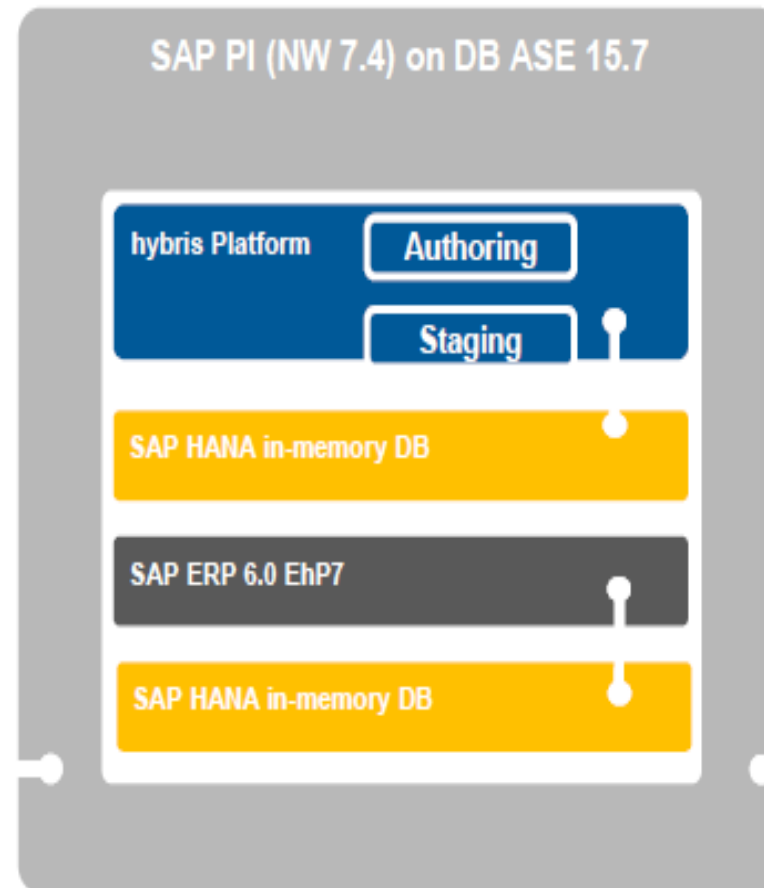 SAP PI (NW 7.4) on DB ASE 15.7
hybris Platform
Authoring
Staging
SAP HANA in-memory DB
SAP ERP 6.0 EhP7
SAP HANA in-memory DB